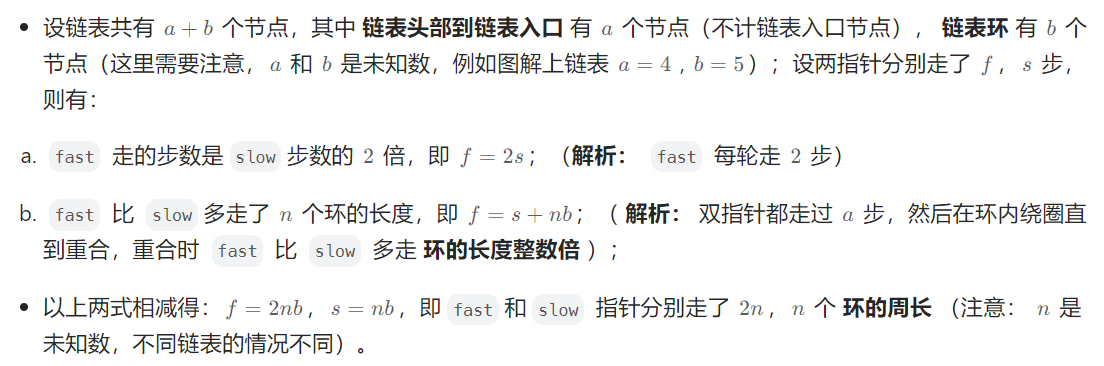 • 设链表共有 a + b 个节点，其中 链表头部到链表入口 有 a 个节点（不计链表入口节点）， 链表环 有 b 个
节点（这里需要注意， a 和 b 是未知数，例如图解上链表 a = 4 , b = 5）；设两指针分别走了 f ， s 步，
则有：
a. fast 走的步数是 slow 步数的 2 倍，即 f = 2s；（解析： fast 每轮走 2 步）
b. fast 比 slow 多走了 n 个环的长度，即 f = s + nb；（ 解析： 双指针都走过 a 步，然后在环内绕圈直
到重合，重合时 fast 比 slow 多走 环的长度整数倍 ）；
• 以上两式相减得：f = 2nb，s = nb，即 fast 和 slow 指针分别走了 2n，n 个 环的周长 （注意： n 是
未知数，不同链表的情况不同）。